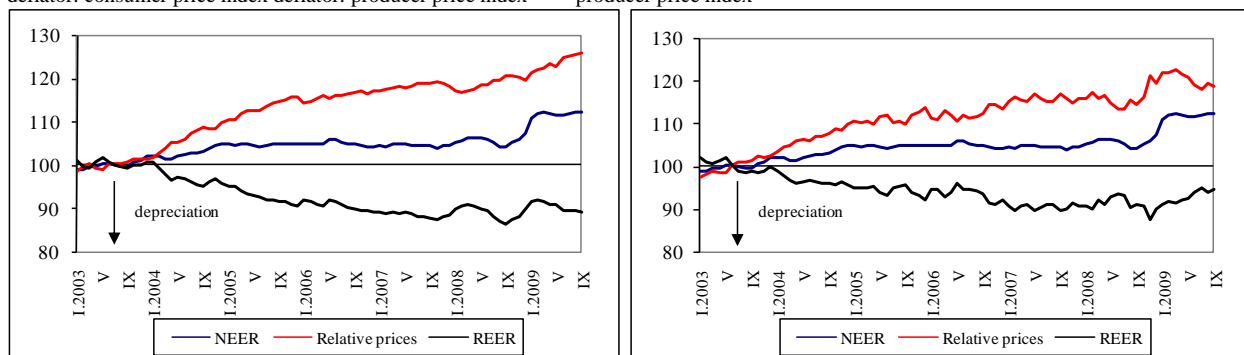 deflator: consumer price index deflator: producer price index producer price index
130
120
110
100
90
80
depreciation
I.2003
V
IX
I.2004
V
IX
I.2005
V
IX
I.2006
V
IX
I.2007
V
IX
I.2008
V
IX
I.2009
V
IX
NEER Relative prices REER
130
120
110
100
90
80
depreciation
I.2003
V
IX
I.2004
V
IX
I.2005
V
IX
I.2006
V
IX
I.2007
V
IX
I.2008
V
IX
I.2009
V
IX
NEER Relative prices REER